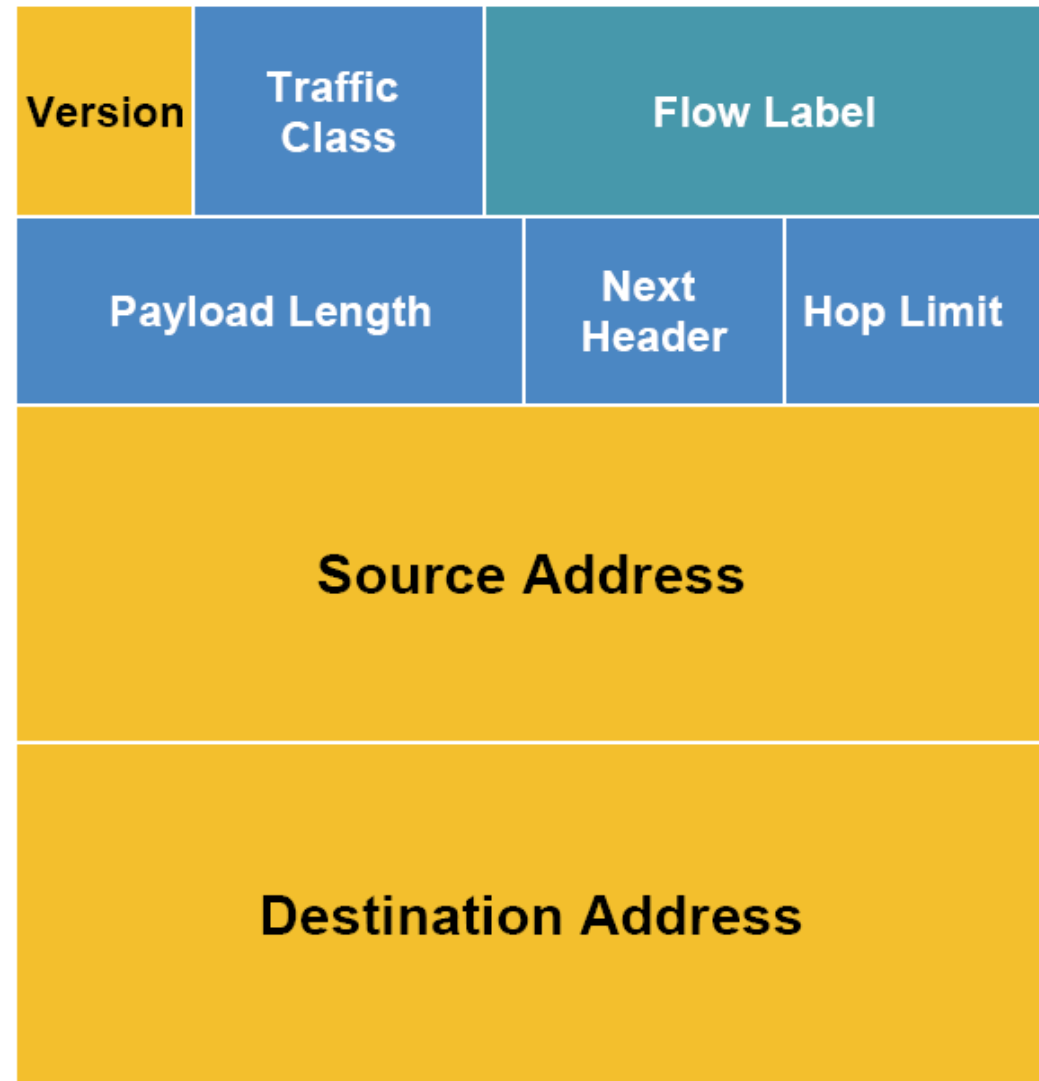 Version
Traffic
Class
Flow Label
Payload Length
Next
Header
Hop Limit
Source Address
Destination Address